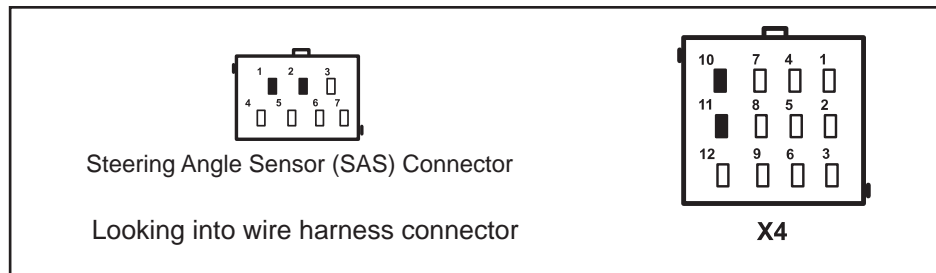 1 2 3
4 5 6 7
Steering Angle Sensor (SAS) Connector
Looking into wire harness connector
10 7 4 1
11 8 5 2
12 9 6 3
X4